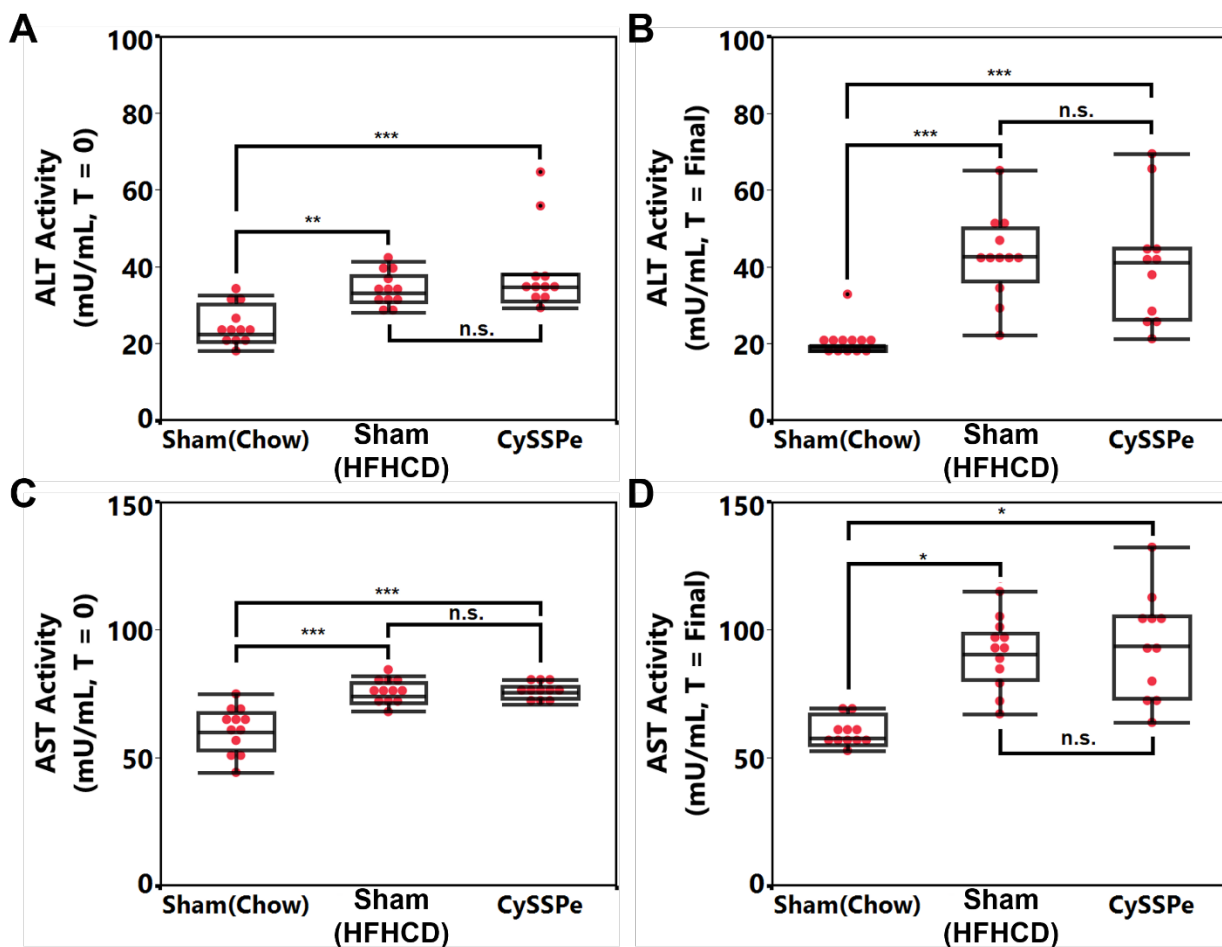 A
ALT Activity
(mU/mL, T = 0)
100
80
60
40
20
0
***
**
n.s.
Sham(Chow)
Sham
(HFHCD)
CySSPe
B
ALT Activity
(mU/mL, T = Final)
100
80
60
40
20
0
***
n.s.
***
Sham(Chow)
Sham
(HFHCD)
CySSPe
C
AST Activity
(mU/mL, T = 0)
150
100
50
0
***
n.s.
***
Sham(Chow)
Sham
(HFHCD)
CySSPe
D
AST Activity
(mU/mL, T = Final)
150
100
50
0
*
*
n.s.
Sham(Chow)
Sham
(HFHCD)
CySSPe